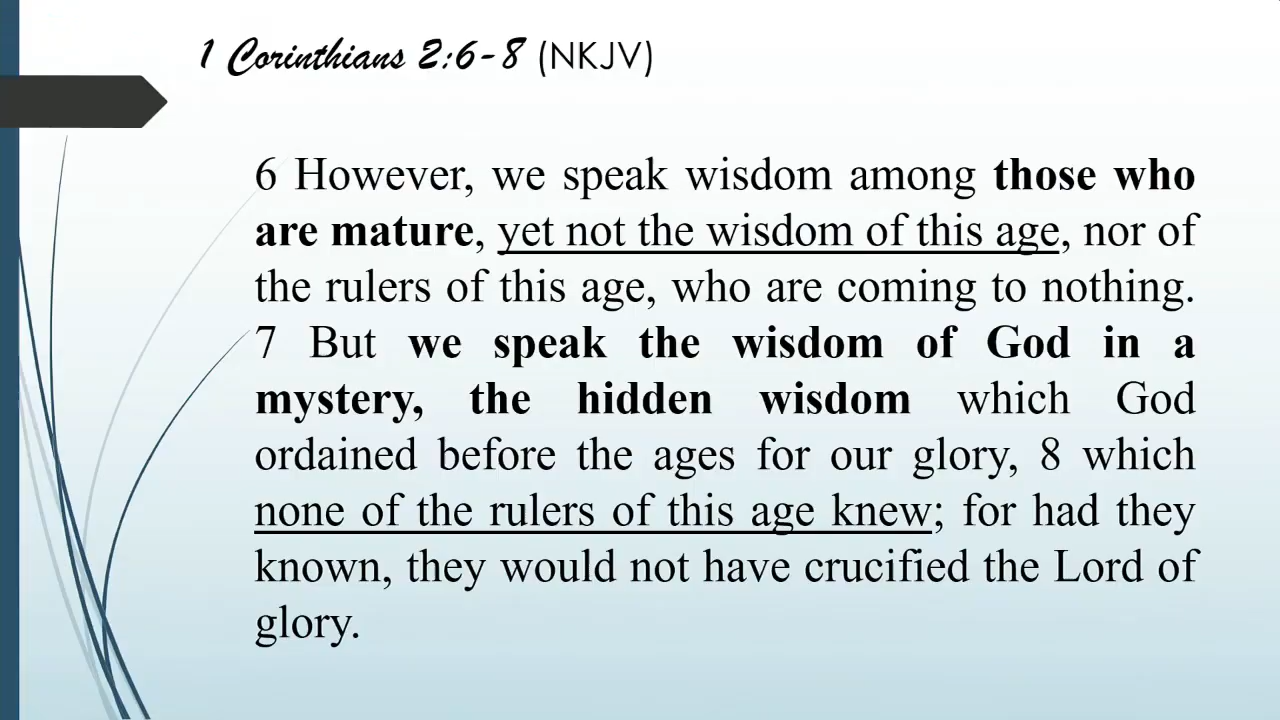 1 Corinthians 2:6-8 (NKJV)
6 However, we speak wisdom among those who
are mature, yet not the wisdom of this age, nor of
the rulers of this age, who are coming to nothing.
7 But we speak the wisdom of God in a
mystery, the hidden wisdom which God
ordained before the ages for our glory, 8 which
none of the rulers of this age knew; for had they
known, they would not have crucified the Lord of
glory.